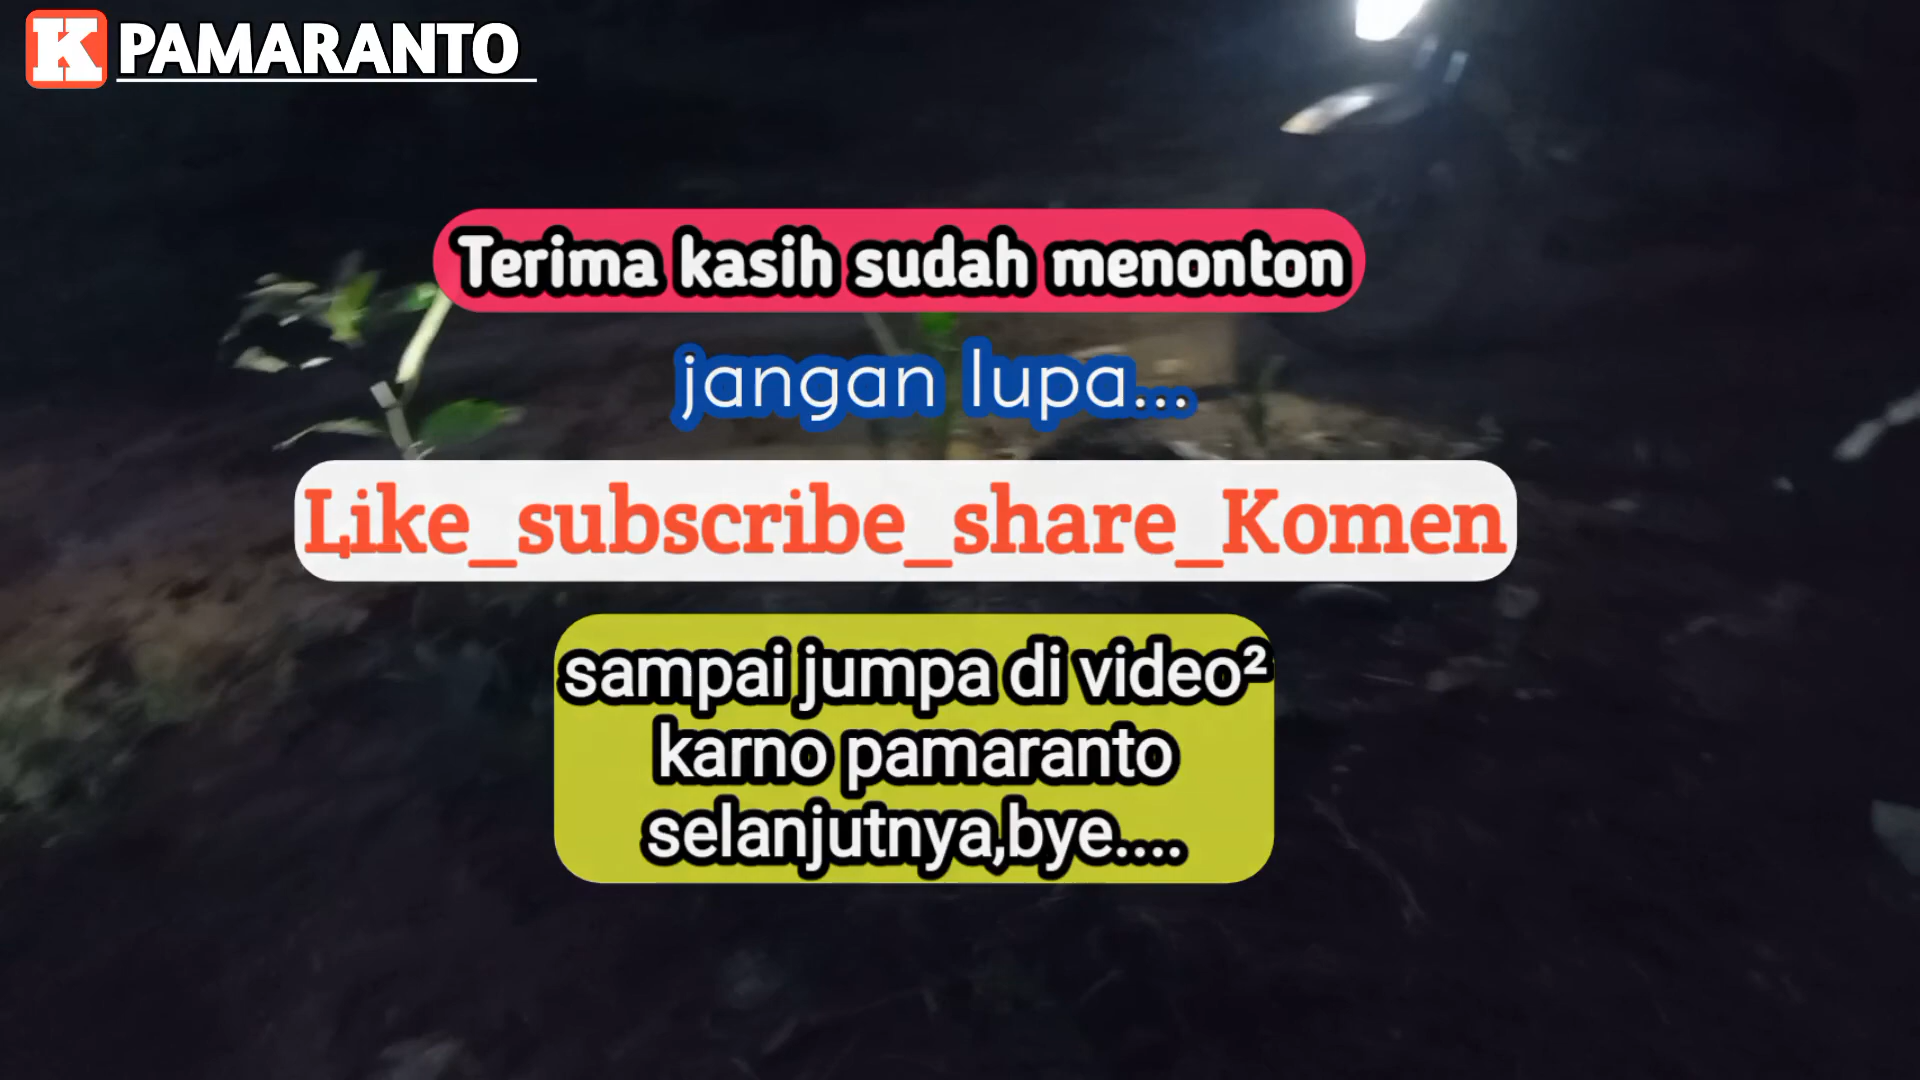 K PAMARANTO
Terima kasih sudah menonton
jangan lupa...
Like_subscribe_share_Komen
sampai jumpa di video²
karno pamaranto
selanjutnya,bye....